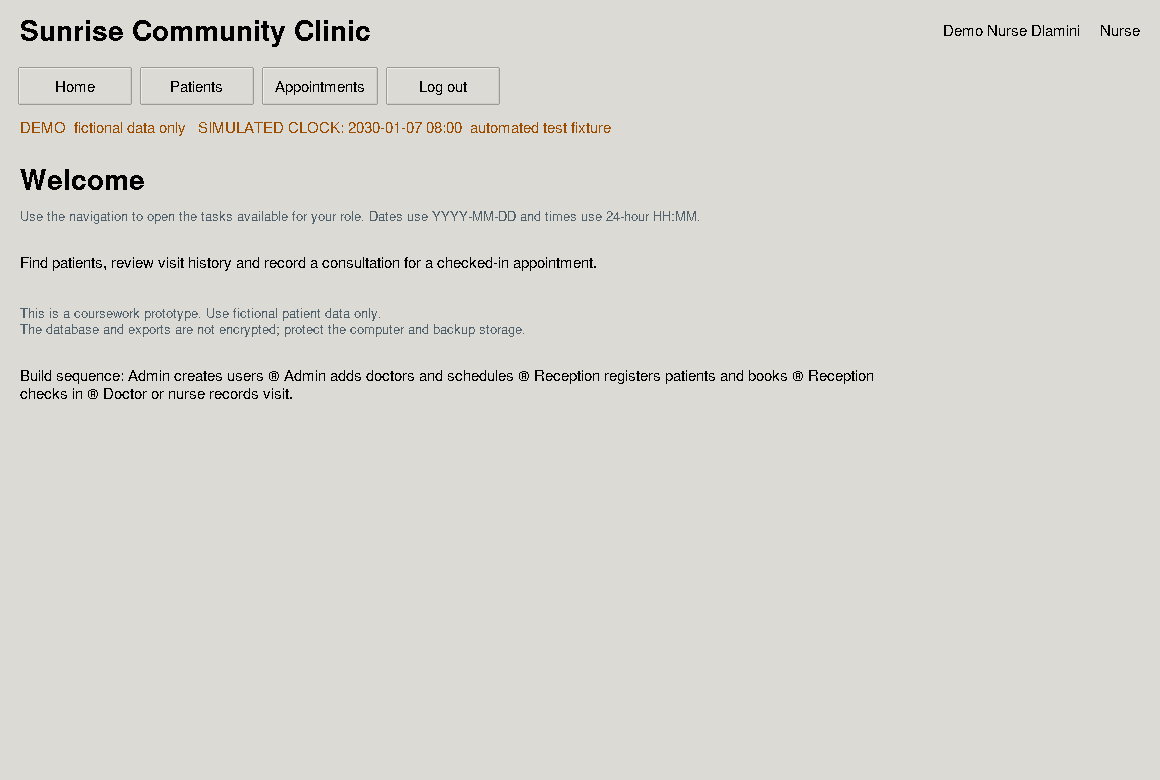 Sunrise Community Clinic
Demo Nurse Dlamini Nurse
Home Patients Appointments Log out
DEMO fictional data only SIMULATED CLOCK: 2030-01-07 08:00 automated test fixture
Welcome
Use the navigation to open the tasks available for your role. Dates use YYYY-MM-DD and times use 24-hour HH:MM.
Find patients, review visit history and record a consultation for a checked-in appointment.
This is a coursework prototype. Use fictional patient data only.
The database and exports are not encrypted; protect the computer and backup storage.
Build sequence: Admin creates users ® Admin adds doctors and schedules ® Reception registers patients and books ® Reception
checks in ® Doctor or nurse records visit.